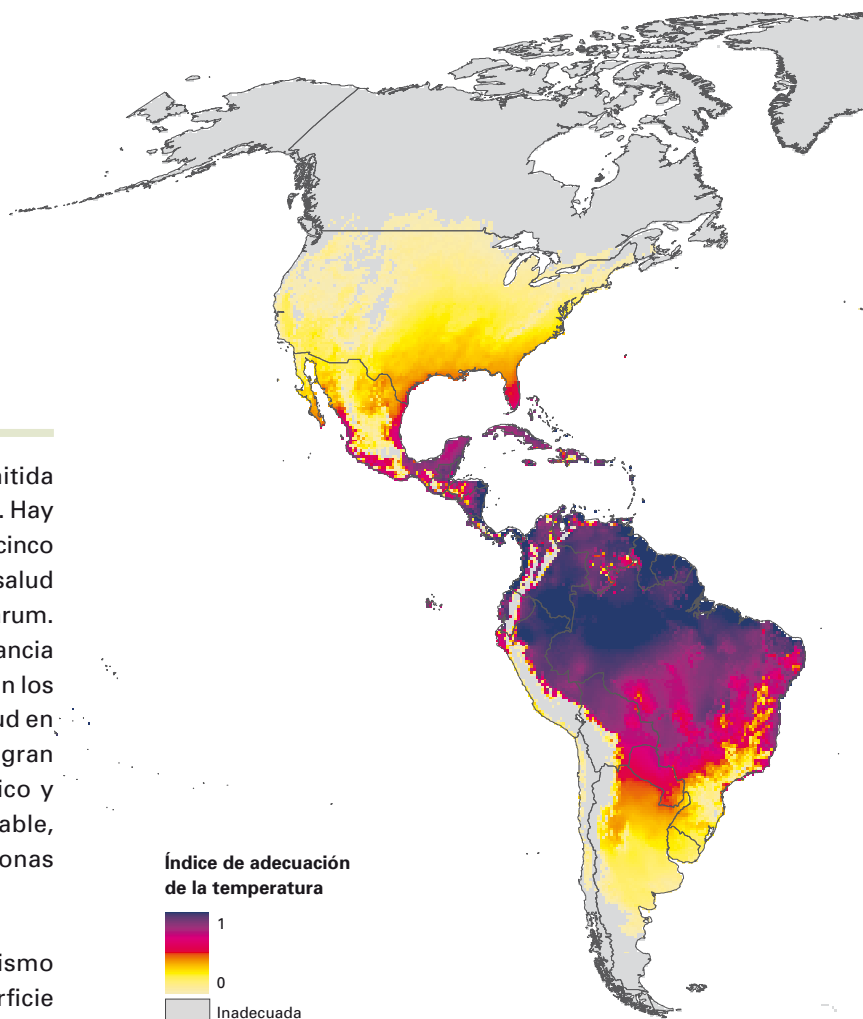 nitida
. Hay
cinco
salud
arum.
ancia
n los
ud en
gran
ico y
able,
onas
ismo
rficie
Índice de adecuación
de la temperatura
1
0
Inadecuada